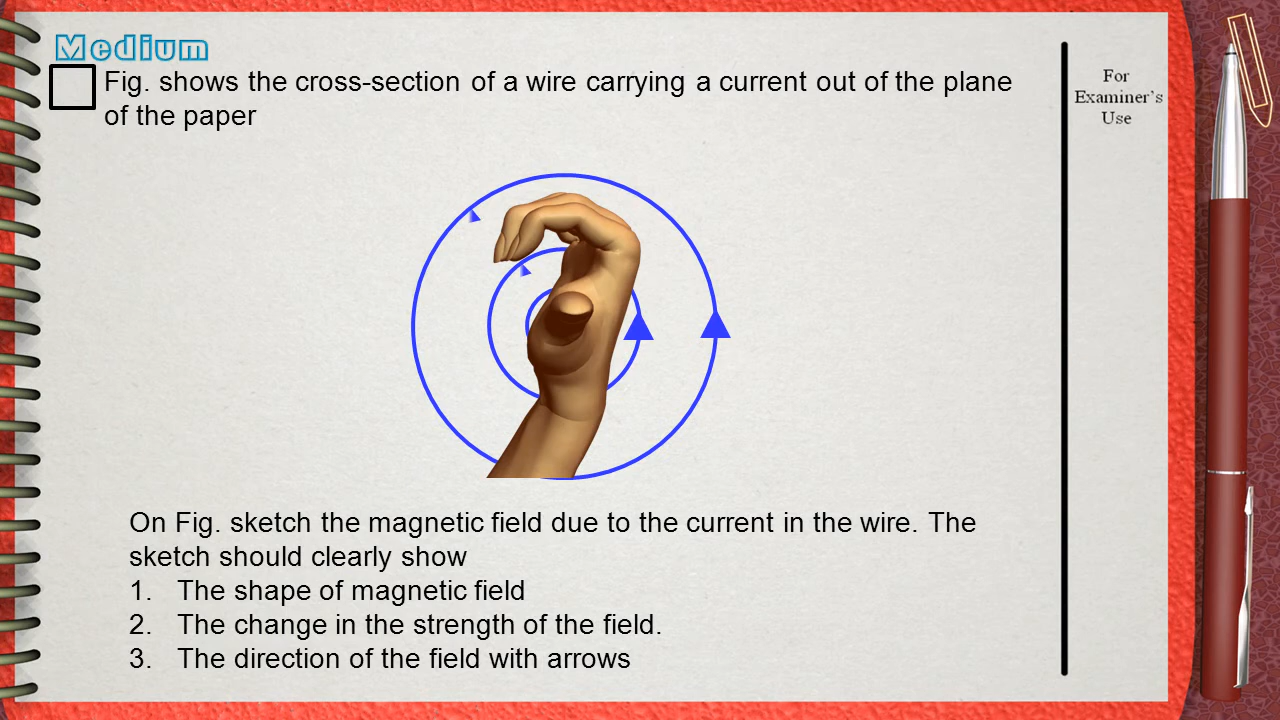 Medium
Fig. shows the cross-section of a wire carrying a current out of the plane
of the paper
For
Examiner's
Use
On Fig. sketch the magnetic field due to the current in the wire. The
sketch should clearly show
1. The shape of magnetic field
2. The change in the strength of the field.
3. The direction of the field with arrows